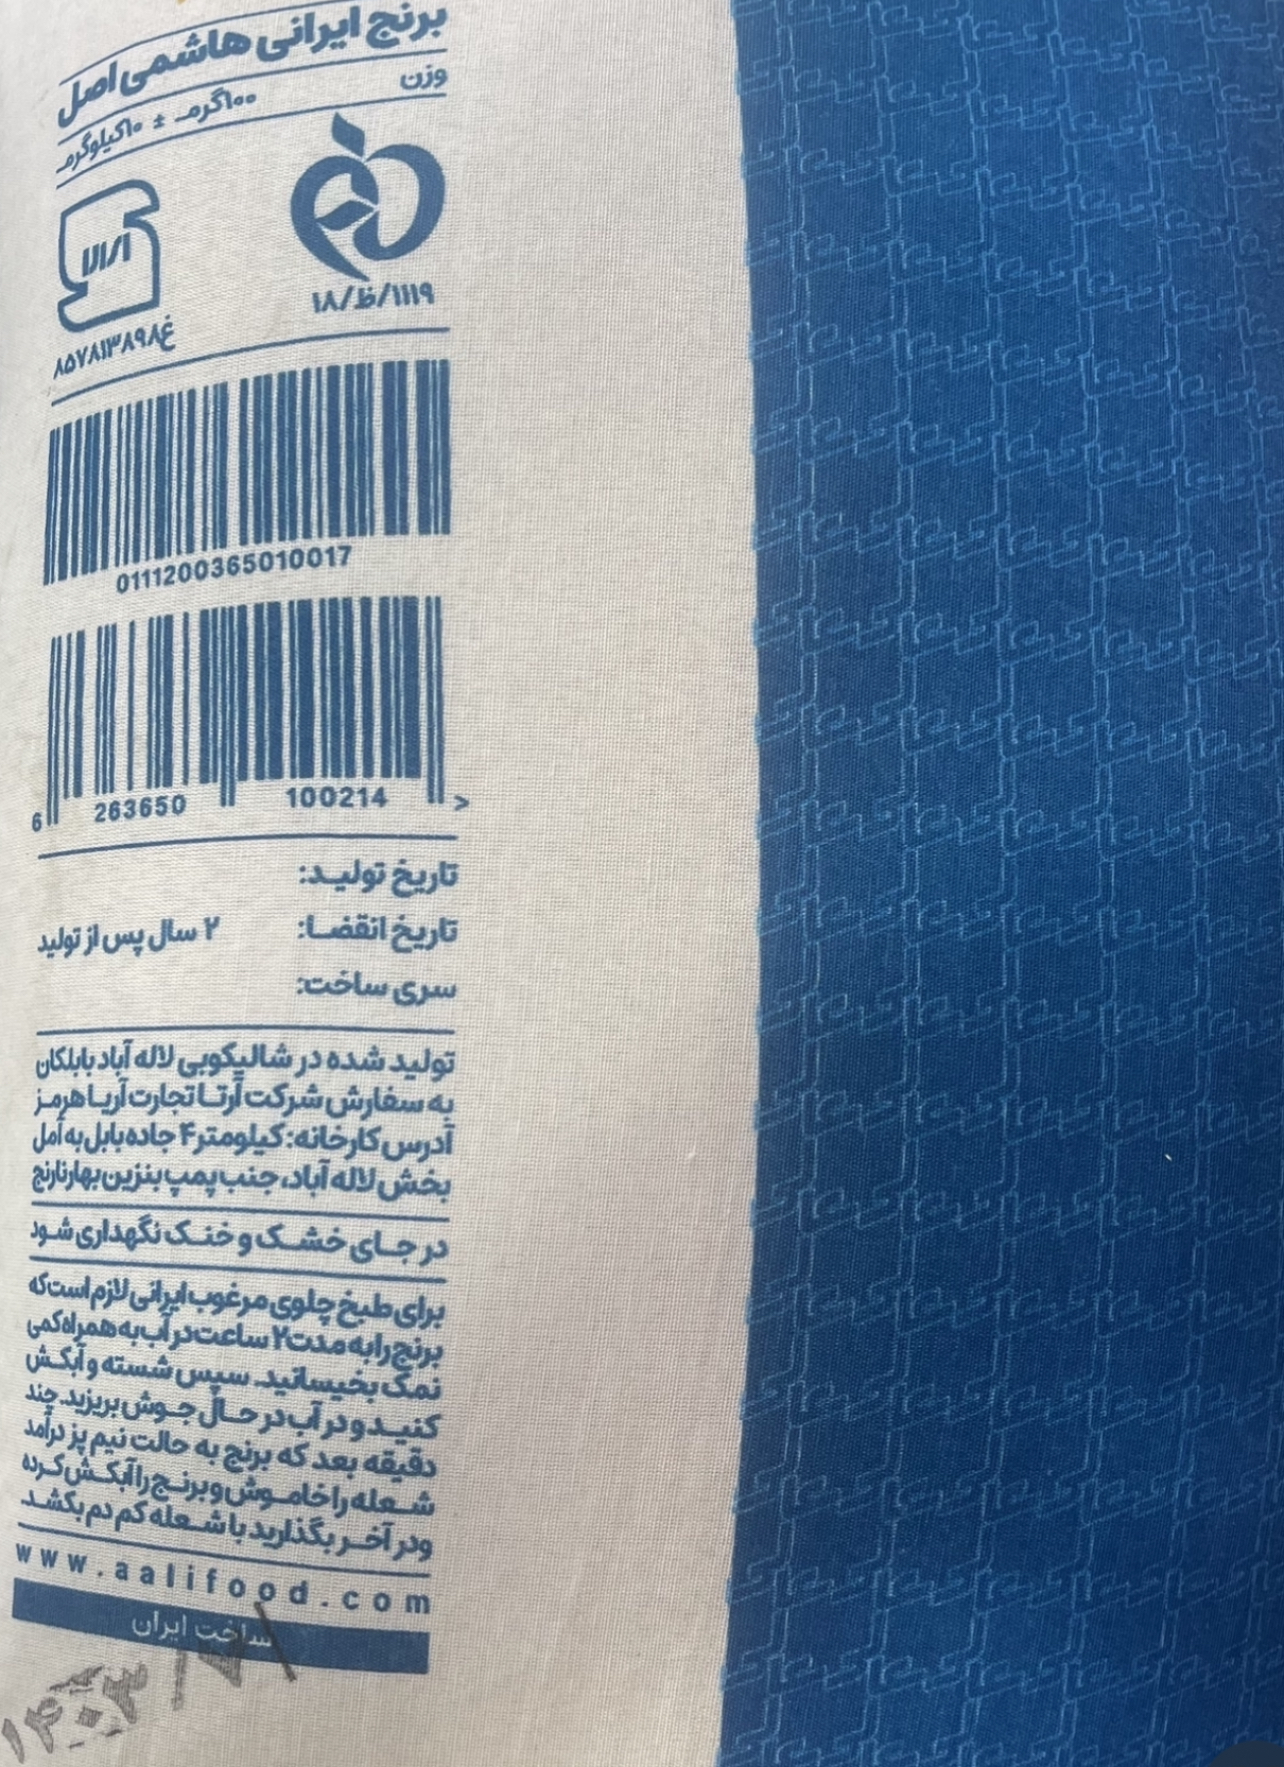 برنج ایرانی هاشمی اصل
وزن ۱۰کیلوگرم ± ۱۰۰گرم
۱۸/ظ/۱۱۱۹
غ۸۵۷۸۱۳۸۹۸
0111200365010017
6 263650 100214 >
تاریخ تولید:
تاریخ انقضا: ۲ سال پس از تولید
سری ساخت:
تولید شده در شالیکوبی لاله آباد بابلکان
به سفارش شرکت آرتا تجارت آریا هرمز
آدرس کارخانه: کیلومتر۴ جاده بابل به آمل
بخش لاله آباد، جنب پمپ بنزین بهارنارنج
در جای خشک و خنک نگهداری شود
برای طبخ چلوی مرغوب ایرانی لازم است که
برنج را به مدت ۲ ساعت در آب به همراه کمی
نمک بخیسانید. سپس شسته و آبکش
کنید و در آب در حال جوش بریزید. چند
دقیقه بعد که برنج به حالت نیم پز درآمد
شعله را خاموش و برنج را آبکش کرده
ودر آخر بگذارید با شعله کم دم بکشد.
www.aalifood.com
ساخت ایران
۱۴۰۳/۷/۱